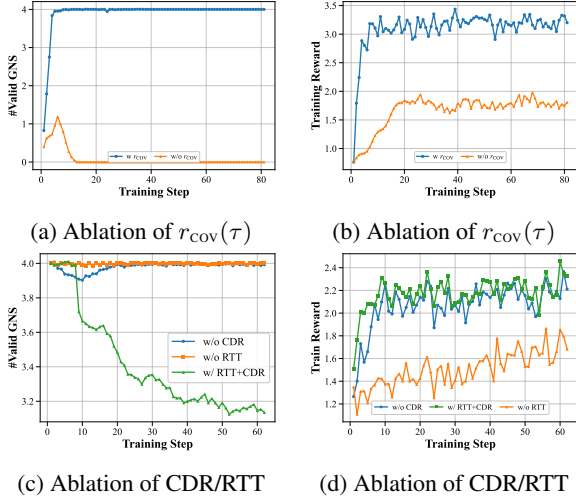 #Valid GNS
4
3
2
1
0
w r_COV
w/o r_COV
0
20
40
60
80
Training Step
(a) Ablation of r_COV(τ)
Training Reward
3.5
3.0
2.5
2.0
1.5
1.0
w r_COV
w/o r_COV
0
20
40
60
80
Training Step
(b) Ablation of r_COV(τ)
#Valid GNS
4.0
3.8
3.6
3.4
3.2
w/o CDR
w/o RTT
w/ RTT+CDR
0
10
20
30
40
50
60
Training Step
(c) Ablation of CDR/RTT
Train Reward
2.4
2.2
2.0
1.8
1.6
1.4
1.2
w/o CDR
w/ RTT+CDR
w/o RTT
0
10
20
30
40
50
60
Training Step
(d) Ablation of CDR/RTT